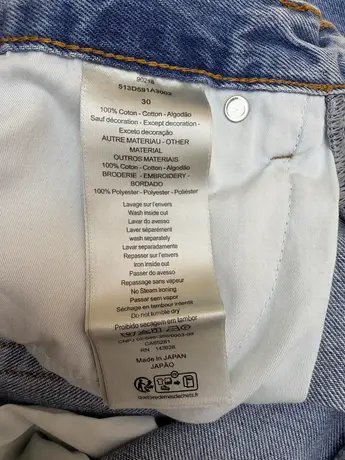 513D591A3003
30
100% Coton - Cotton - Algodão
Sauf décoration - Except decoration -
Exceto decoração
AUTRE MATERIAU - OTHER
MATERIAL
OUTROS MATERIAIS
100% Coton - Cotton - Algodão
BRODERIE - EMBROIDERY -
BORDADO
100% Polyester - Polyester - Poliéster
Lavage sur l'envers
Wash inside out
Lavar do avesso
Laver séparément
wash separately
Lavar separadamente
Repasser sur l'envers
Iron inside out
Passer do avesso
Repassage sans vapeur
No Steam Ironing
Passar sem vapor
Séchage en tambour interdit
Do not tumble dry
Proibido secagem em tambor
CA55281
RN
Made In JAPAN
JAPÃO